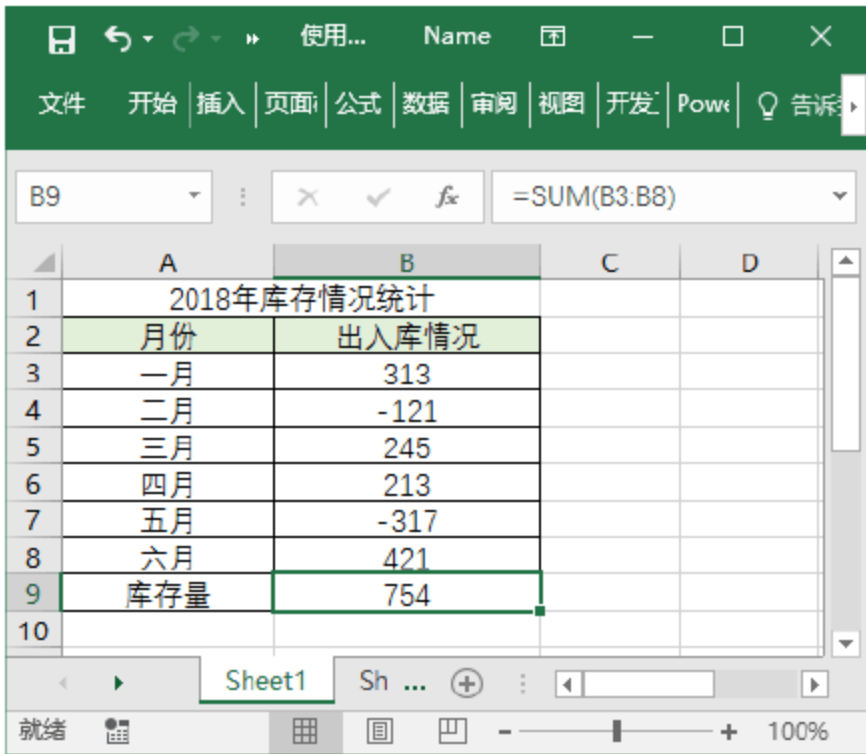 使用... Name
文件 开始 插入 页面 公式 数据 审阅 视图 开发 Powe 告诉
B9 fx =SUM(B3:B8)
A B C D
1 2018年库存情况统计
2 月份 出入库情况
3 一月 313
4 二月 -121
5 三月 245
6 四月 213
7 五月 -317
8 六月 421
9 库存量 754
10
Sheet1 Sh ...
就绪 100%